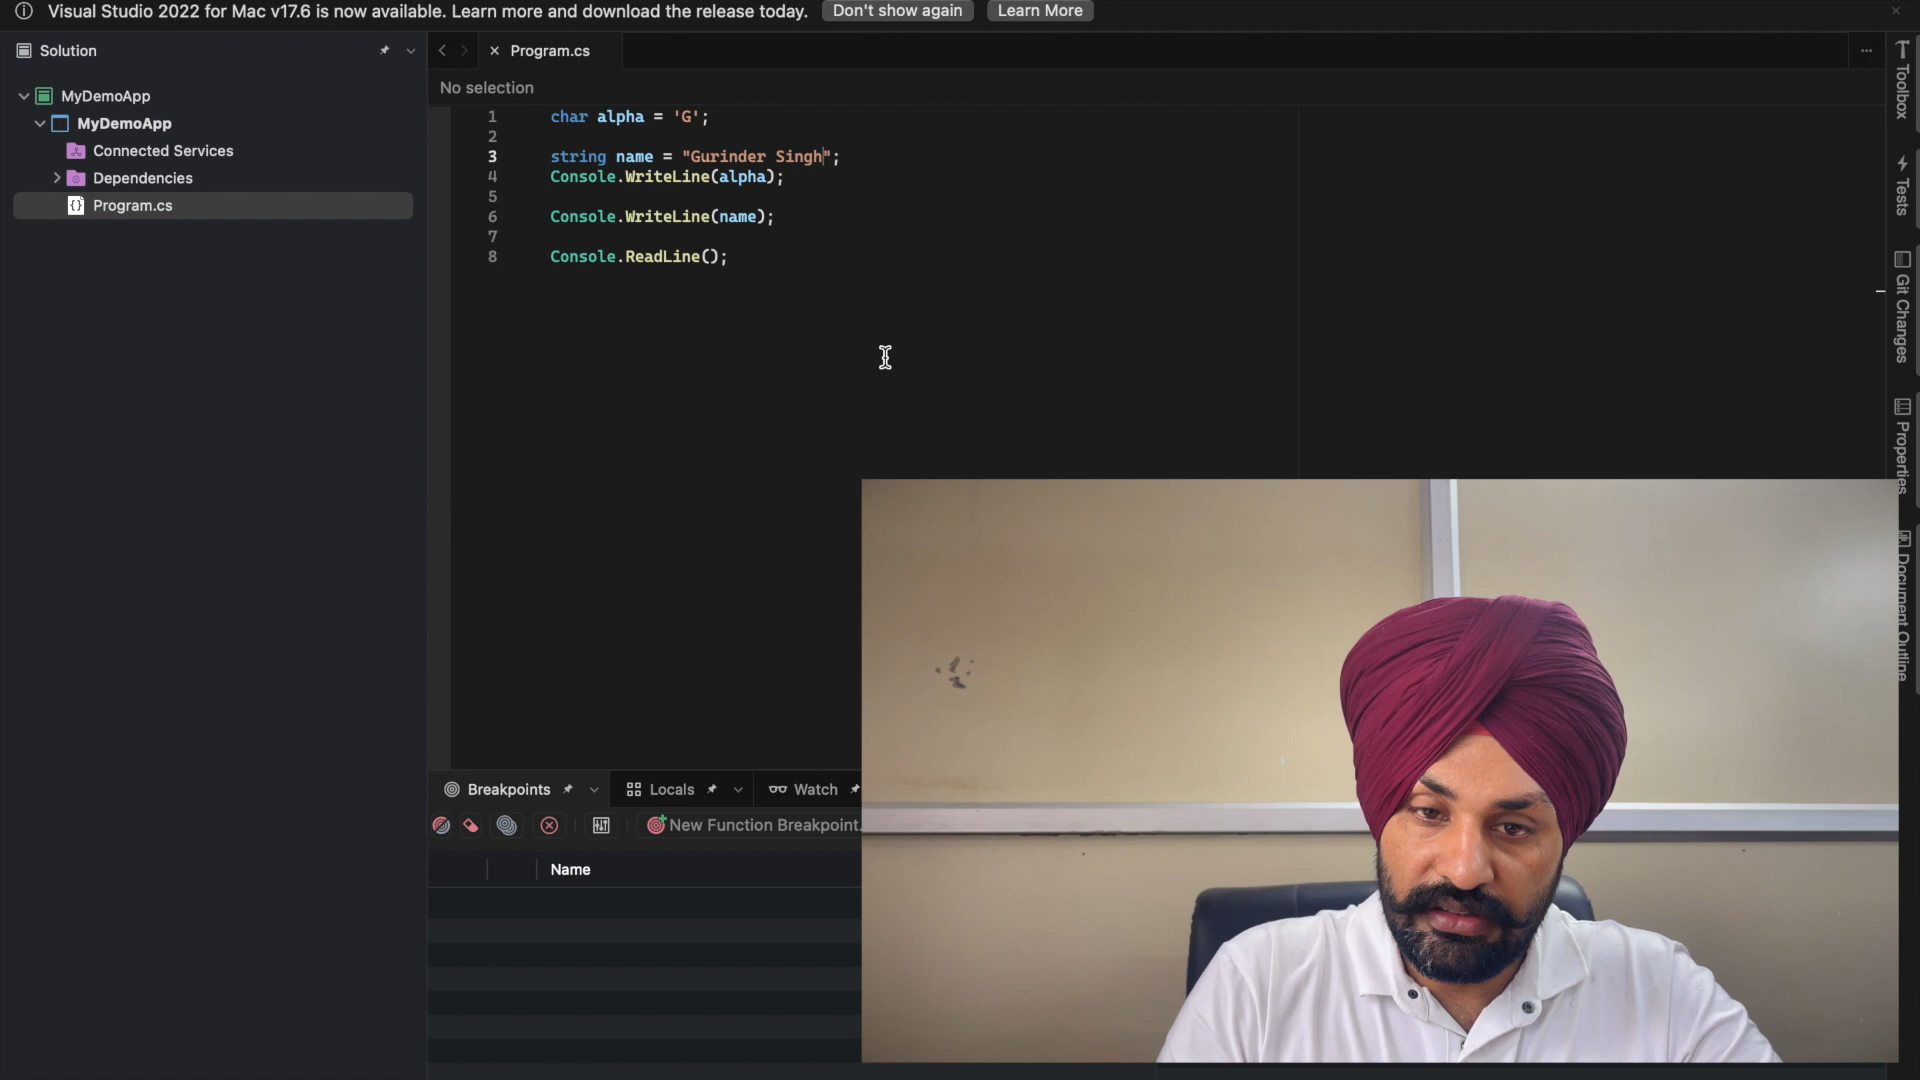 Visual Studio 2022 for Mac v17.6 is now available. Learn more and download the release today. Don't show again Learn More
Solution
Program.cs
No selection
MyDemoApp
MyDemoApp
Connected Services
Dependencies
Program.cs
1 char alpha = 'G';
2
3 string name = "Gurinder Singh";
4 Console.WriteLine(alpha);
5
6 Console.WriteLine(name);
7
8 Console.ReadLine();
Toolbox
Tests
Git Changes
Properties
Document Outline
Breakpoints Locals Watch
New Function Breakpoint.
Name